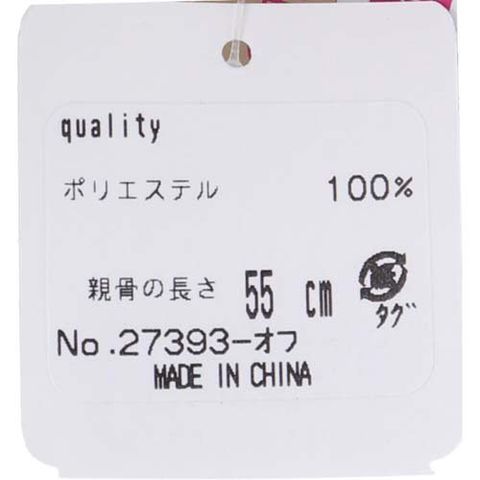 quality
ポリエステル 100%
親骨の長さ 55 cm
タグ
No.27393-オフ
MADE IN CHINA